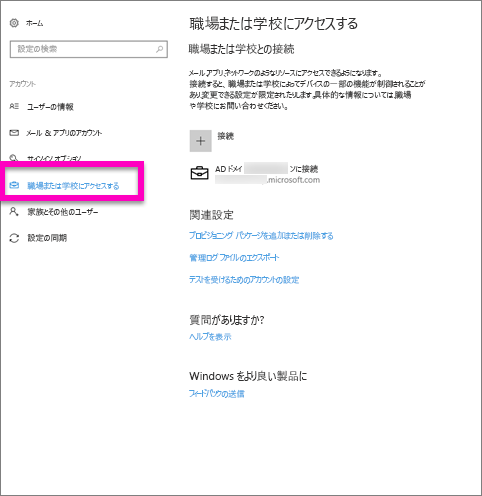 ホーム
設定の検索
アカウント
ユーザーの情報
メール & アプリのアカウント
サインイン オプション
職場または学校にアクセスする
家族とその他のユーザー
設定の同期
職場または学校にアクセスする
職場または学校との接続
メール、アプリ、ネットワークのようなリソースにアクセスできるようになります。
接続すると、職場または学校によってデバイスの一部の機能が制御されることが
あり、変更できる設定が限定されたりします。具体的な情報については、職場
や学校にお問い合わせください。
接続
AD ドメイ ンに接続
.microsoft.com
関連設定
プロビジョニング パッケージを追加または削除する
管理ログ ファイルのエクスポート
テストを受けるためのアカウントの設定
質問がありますか?
ヘルプを表示
Windows をより良い製品に
フィードバックの送信